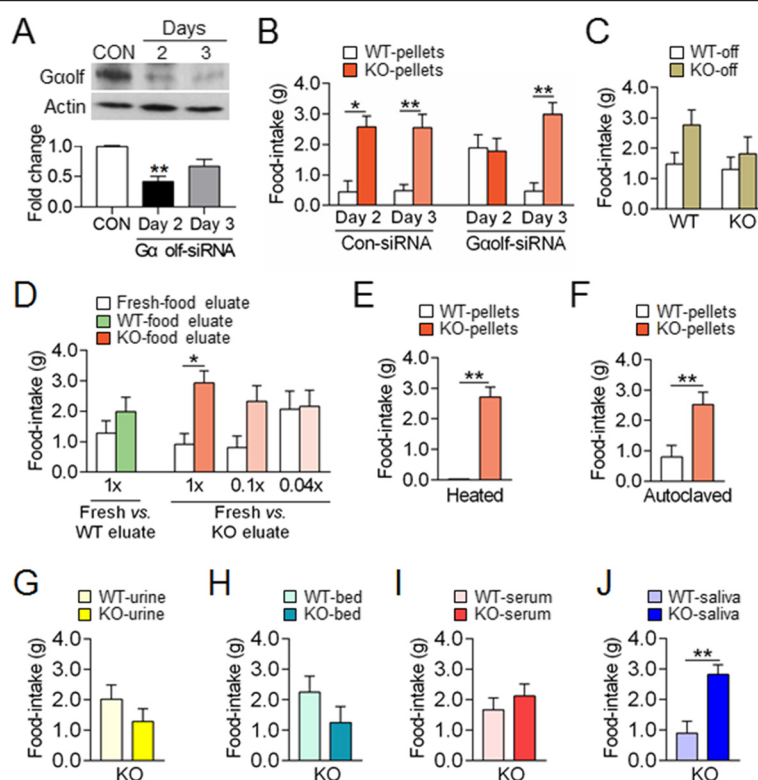 A
Days
CON 2 3
Gαolf
Actin
Fold change
1.0
0.5
0.0
**
CON Day 2 Day 3
Gα olf-siRNA
B
WT-pellets
KO-pellets
Food-intake (g)
4.0
3.0
2.0
1.0
0.0
* ** **
Day 2 Day 3 Day 2 Day 3
Con-siRNA Gαolf-siRNA
C
WT-off
KO-off
Food-intake (g)
4.0
3.0
2.0
1.0
0.0
WT KO
D
Fresh-food eluate
WT-food eluate
KO-food eluate
Food-intake (g)
4.0
3.0
2.0
1.0
0.0
*
1x 1x 0.1x 0.04x
Fresh vs. Fresh vs.
WT eluate KO eluate
E
WT-pellets
KO-pellets
Food-intake (g)
4.0
3.0
2.0
1.0
0.0
**
Heated
F
WT-pellets
KO-pellets
Food-intake (g)
4.0
3.0
2.0
1.0
0.0
**
Autoclaved
G
WT-urine
KO-urine
Food-intake (g)
4.0
3.0
2.0
1.0
0.0
KO
H
WT-bed
KO-bed
Food-intake (g)
4.0
3.0
2.0
1.0
0.0
KO
I
WT-serum
KO-serum
Food-intake (g)
4.0
3.0
2.0
1.0
0.0
KO
J
WT-saliva
KO-saliva
Food-intake (g)
4.0
3.0
2.0
1.0
0.0
**
KO